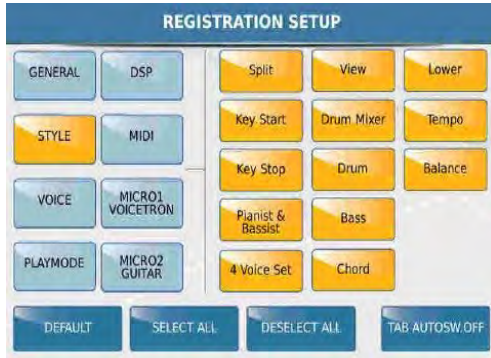 REGISTRATION SETUP
GENERAL
DSP
STYLE
MIDI
VOICE
MICRO1
VOICETRON
PLAYMODE
MICRO2
GUITAR
Split
View
Lower
Key Start
Drum Mixer
Tempo
Key Stop
Drum
Balance
Pianist &
Bassist
Bass
4 Voice Set
Chord
DEFAULT
SELECT ALL
DESELECT ALL
TAB AUTOSW.OFF